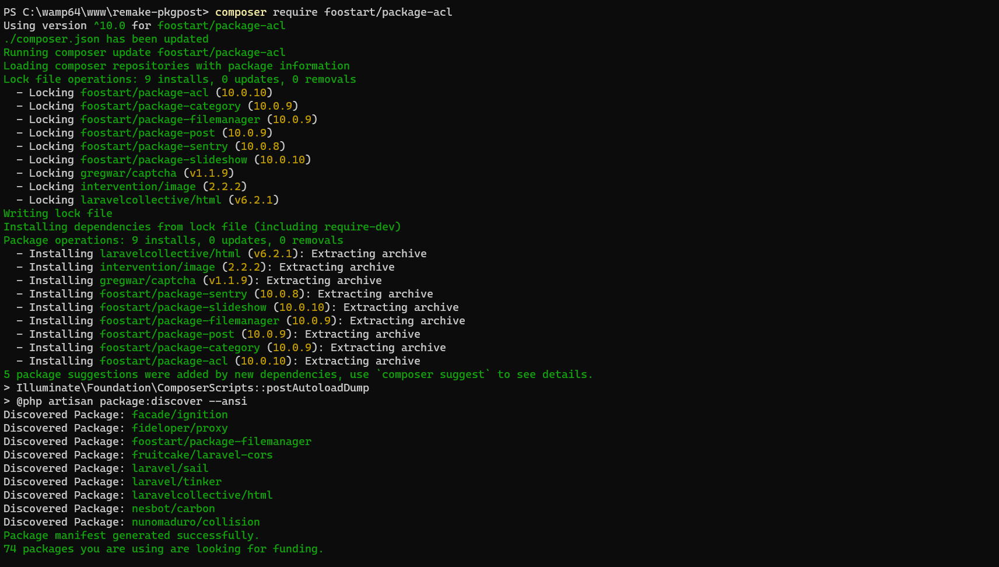 PS C:\wamp64\www\remake-pkgpost> composer require foostart/package-acl
Using version ^10.0 for foostart/package-acl
./composer.json has been updated
Running composer update foostart/package-acl
Loading composer repositories with package information
Lock file operations: 9 installs, 0 updates, 0 removals
  - Locking foostart/package-acl (10.0.10)
  - Locking foostart/package-category (10.0.9)
  - Locking foostart/package-filemanager (10.0.9)
  - Locking foostart/package-post (10.0.9)
  - Locking foostart/package-sentry (10.0.8)
  - Locking foostart/package-slideshow (10.0.10)
  - Locking gregwar/captcha (v1.1.9)
  - Locking intervention/image (2.2.2)
  - Locking laravelcollective/html (v6.2.1)
Writing lock file
Installing dependencies from lock file (including require-dev)
Package operations: 9 installs, 0 updates, 0 removals
  - Installing laravelcollective/html (v6.2.1): Extracting archive
  - Installing intervention/image (2.2.2): Extracting archive
  - Installing gregwar/captcha (v1.1.9): Extracting archive
  - Installing foostart/package-sentry (10.0.8): Extracting archive
  - Installing foostart/package-slideshow (10.0.10): Extracting archive
  - Installing foostart/package-filemanager (10.0.9): Extracting archive
  - Installing foostart/package-post (10.0.9): Extracting archive
  - Installing foostart/package-category (10.0.9): Extracting archive
  - Installing foostart/package-acl (10.0.10): Extracting archive
5 package suggestions were added by new dependencies, use `composer suggest` to see details.
> Illuminate\Foundation\ComposerScripts::postAutoloadDump
> @php artisan package:discover --ansi
Discovered Package: facade/ignition
Discovered Package: fideloper/proxy
Discovered Package: foostart/package-filemanager
Discovered Package: fruitcake/laravel-cors
Discovered Package: laravel/sail
Discovered Package: laravel/tinker
Discovered Package: laravelcollective/html
Discovered Package: nesbot/carbon
Discovered Package: nunomaduro/collision
Package manifest generated successfully.
74 packages you are using are looking for funding.